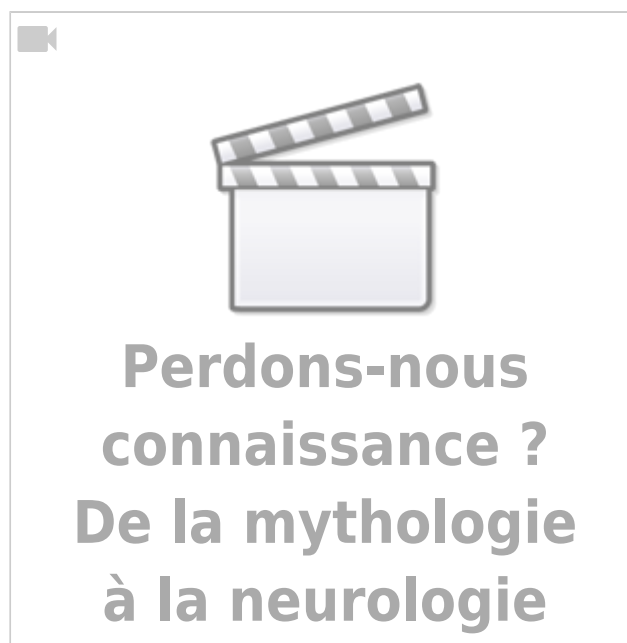 Perdons-nous
connaissance ?
De la mythologie
à la neurologie